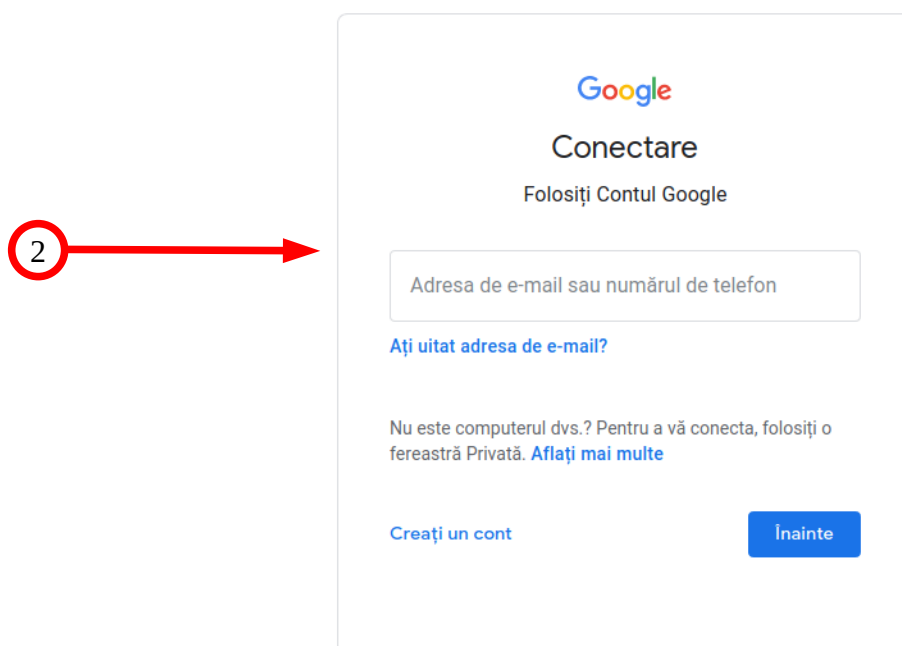 Google
Conectare
Folosiți Contul Google
2
Adresa de e-mail sau numărul de telefon
Ați uitat adresa de e-mail?
Nu este computerul dvs.? Pentru a vă conecta, folosiți o
fereastră Privată. Aflați mai multe
Creați un cont
Înainte